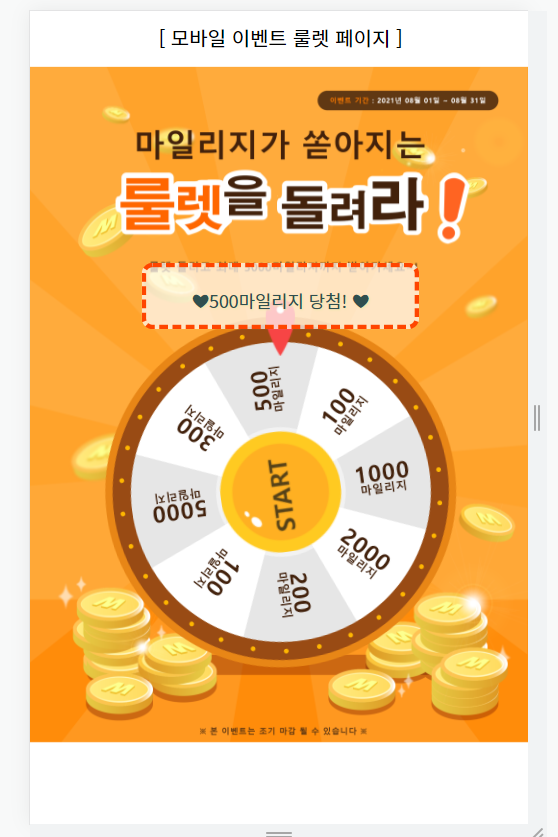 [ 모바일 이벤트 룰렛 페이지 ]
이벤트 기간 : 2021년 08월 01일 ~ 08월 31일
마일리지가 쏟아지는
룰렛을 돌려라!
♥500마일리지 당첨! ♥
500
마일리지
100
마일리지
1000
마일리지
2000
마일리지
200
마일리지
100
마일리지
5000
마일리지
300
마일리지
START
※ 본 이벤트는 조기 마감 될 수 있습니다 ※